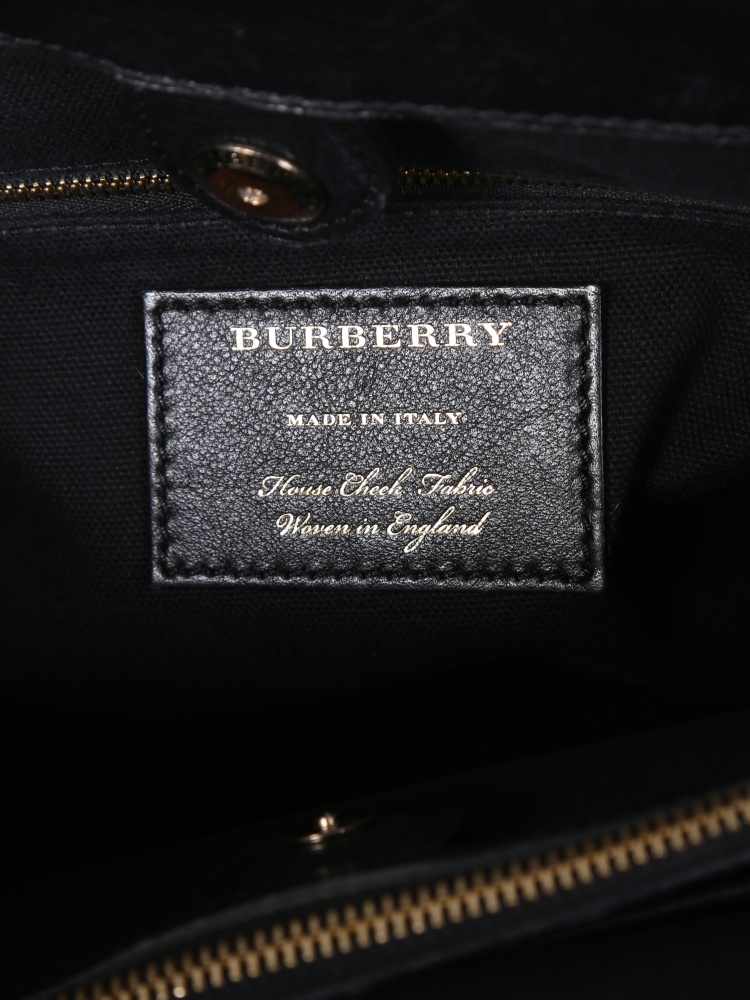 BURBERRY
MADE IN ITALY
House Check Fabric
Woven in England